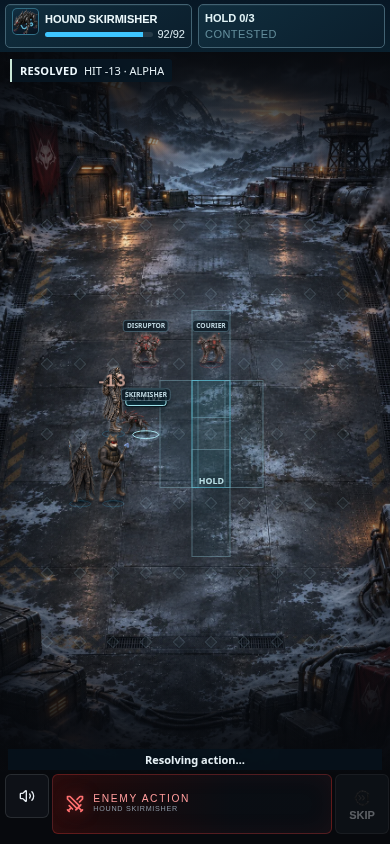 HOUND SKIRMISHER
92/92
HOLD 0/3
CONTESTED
RESOLVED HIT -13 · ALPHA
DISRUPTOR
COURIER
-13
SKIRMISHER
HOLD
Resolving action...
ENEMY ACTION
HOUND SKIRMISHER
SKIP